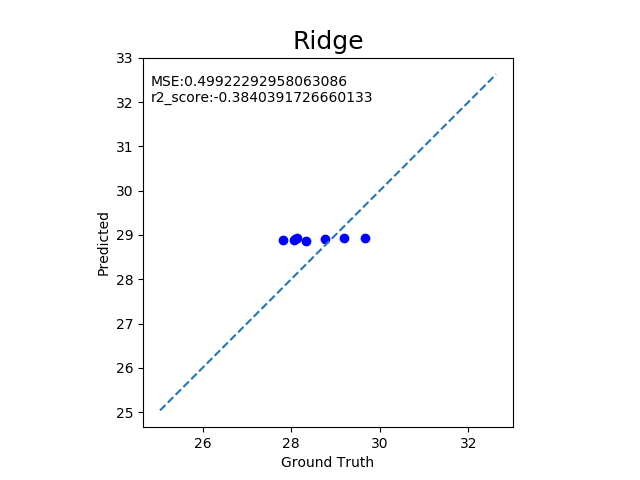 Ridge
MSE:0.49922292958063086
r2_score:-0.3840391726660133
33
32
31
30
29
28
27
26
25
Predicted
26 28 30 32
Ground Truth